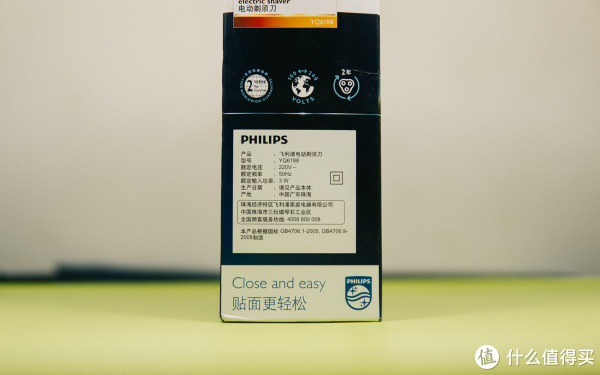 electric shaver
电动剃须刀
YQ6188
2
100 ↔ 240
VOLTS
2年
PHILIPS
产品 : 飞利浦电动剃须刀
型号 : YQ6188
额定电压 : 220V~
额定频率 : 50Hz
额定输入功率 : 3 W
生产日期 : 请见产品本体
产地 : 中国广东珠海
珠海经济特区飞利浦家庭电器有限公司
中国珠海市三灶镇琴石工业区
全国顾客服务热线: 4008 800 008
本产品根据国标 GB4706.1-2005, GB4706.9-
2008制造
Close and easy
贴面更轻松
PHILIPS
值 什么值得买